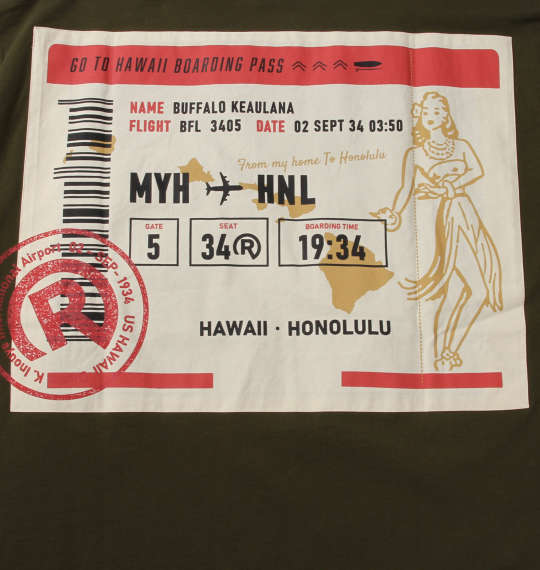 GO TO HAWAII BOARDING PASS
NAME BUFFALO KEAULANA
FLIGHT BFL 3405 DATE 02 SEPT 34 03:50
From my home To Honolulu
MYH HNL
GATE
5
SEAT
34®
BOARDING TIME
19:34
HAWAII · HONOLULU
Airport 02 - SEP - 1934 US HAWAII
R
K. Inoqye